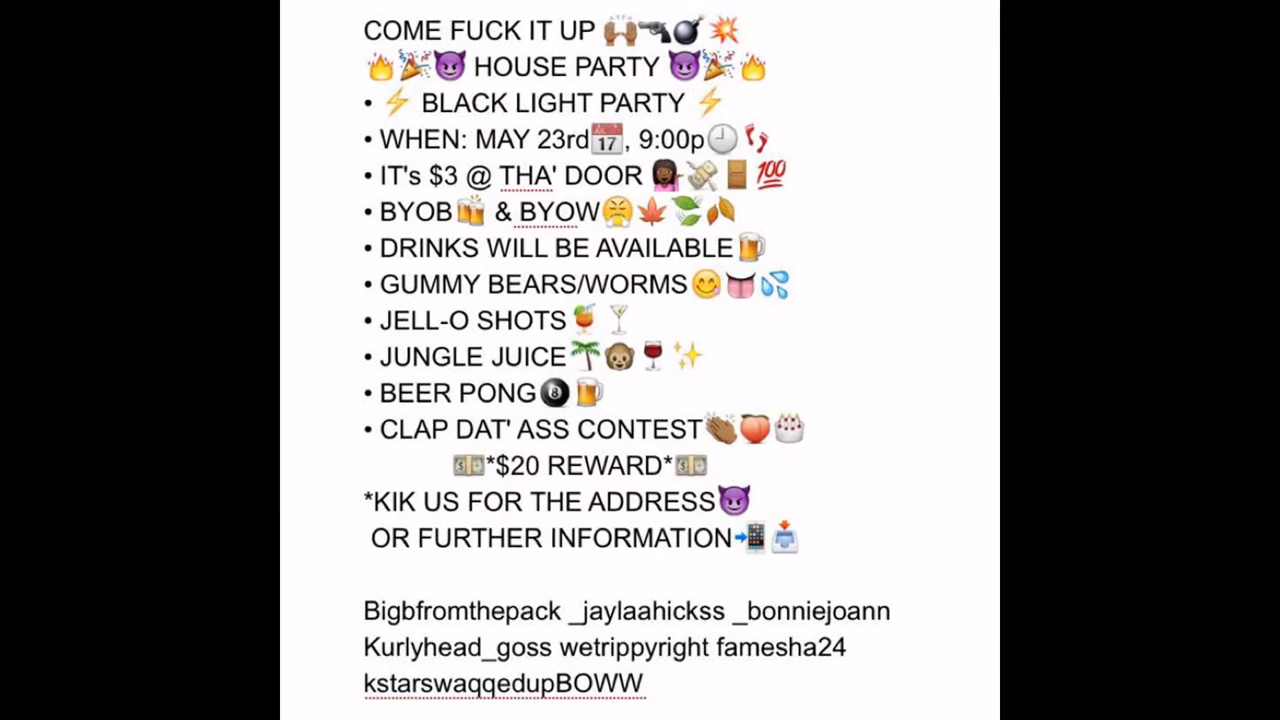 COME FUCK IT UP 🙌🏾🔫💣💥
🔥🎉😈 HOUSE PARTY 😈🎉🔥
• ⚡ BLACK LIGHT PARTY ⚡
• WHEN: MAY 23rd📅, 9:00p🕘👣
• IT's $3 @ THA' DOOR 💁🏿💸🚪💯
• BYOB🍻 & BYOW😤🍁🍃🍂
• DRINKS WILL BE AVAILABLE🍺
• GUMMY BEARS/WORMS😋👅💦
• JELL-O SHOTS🍹🍸
• JUNGLE JUICE🌴🐵🍷✨
• BEER PONG🎱🍺
• CLAP DAT' ASS CONTEST👏🏾🍑🎂
💵*$20 REWARD*💵
*KIK US FOR THE ADDRESS😈
OR FURTHER INFORMATION📲📥
Bigbfromthepack _jaylaahickss _bonniejoann
Kurlyhead_goss wetrippyright famesha24
kstarswaqqedupBOWW